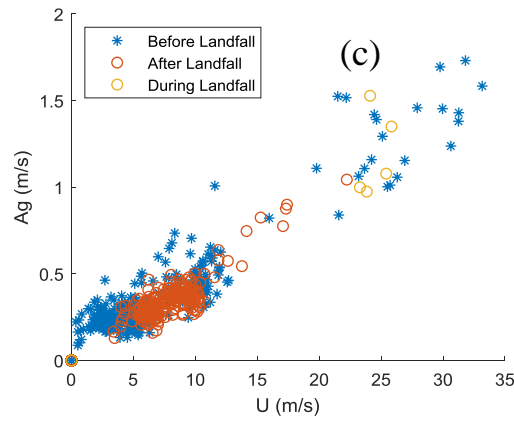 2
Before Landfall
After Landfall
During Landfall
(c)
1.5
1
0.5
0
Ag (m/s)
0 5 10 15 20 25 30 35
U (m/s)